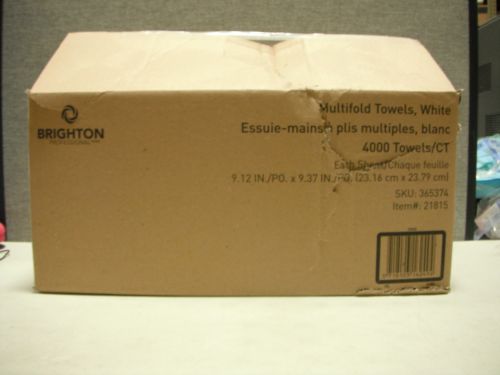 BRIGHTON
PROFESSIONAL
Multifold Towels, White
Essuie-mains à plis multiples, blanc
4000 Towels/CT
Each Sheet/Chaque feuille
9.12 IN./PO. x 9.37 IN./PO. (23.16 cm x 23.79 cm)
SKU: 365374
Item#: 21815